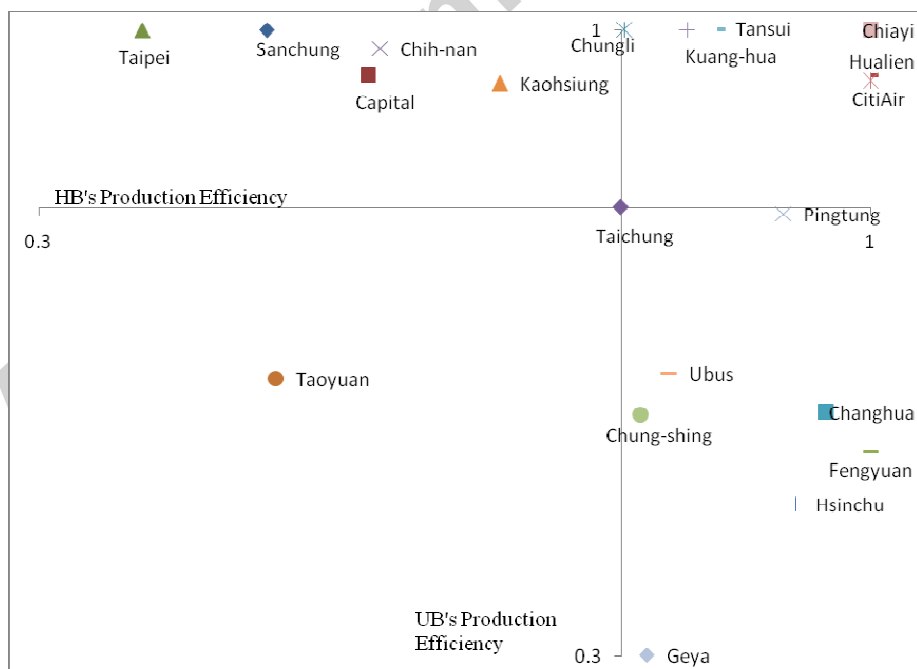 1
Taipei
Sanchung
Chih-nan
Chungli
Tansui
Kuang-hua
Chiayi
Hualien
CitiAir
Capital
Kaohsiung
HB's Production Efficiency
Taichung
Pingtung
0.3
1
Taoyuan
Ubus
Chung-shing
Changhua
Fengyuan
Hsinchu
UB's Production
Efficiency
0.3
Geya